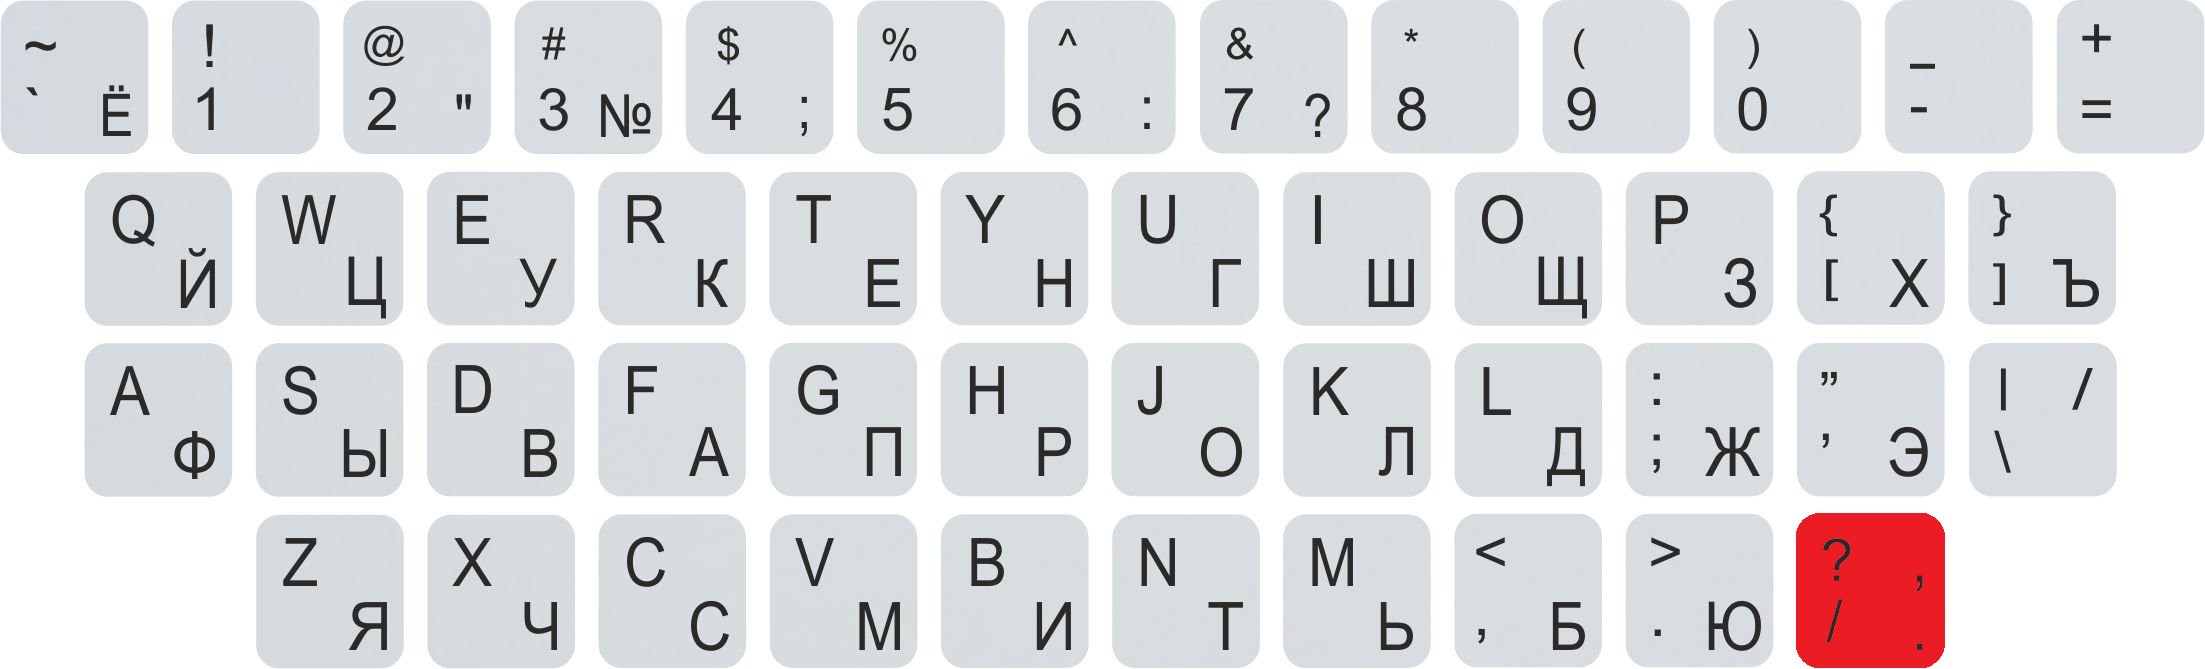 ~ ! @ # $ % ^ & * ( ) _ +
` Ё 1 2 " 3 № 4 ; 5 6 : 7 ? 8 9 0 - =
Q W E R T Y U I O P { }
Й Ц У К Е Н Г Ш Щ З [ Х ] Ъ
A S D F G H J K L : ” | /
Ф Ы В А П Р О Л Д ; Ж ’ Э \
Z X C V B N M < > ? ,
Я Ч С М И Т Ь , Б . Ю / .